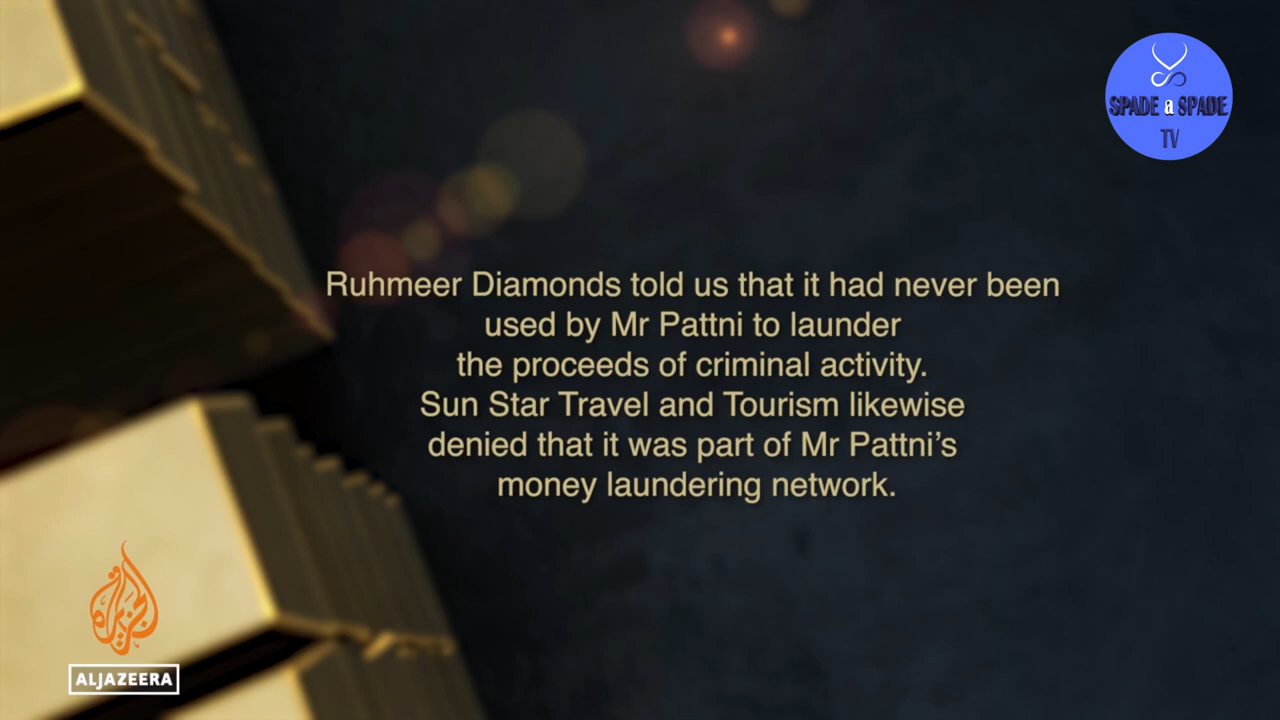 SPADE a SPADE
TV
Ruhmeer Diamonds told us that it had never been
used by Mr Pattni to launder
the proceeds of criminal activity.
Sun Star Travel and Tourism likewise
denied that it was part of Mr Pattni’s
money laundering network.
الجزيرة
ALJAZEERA